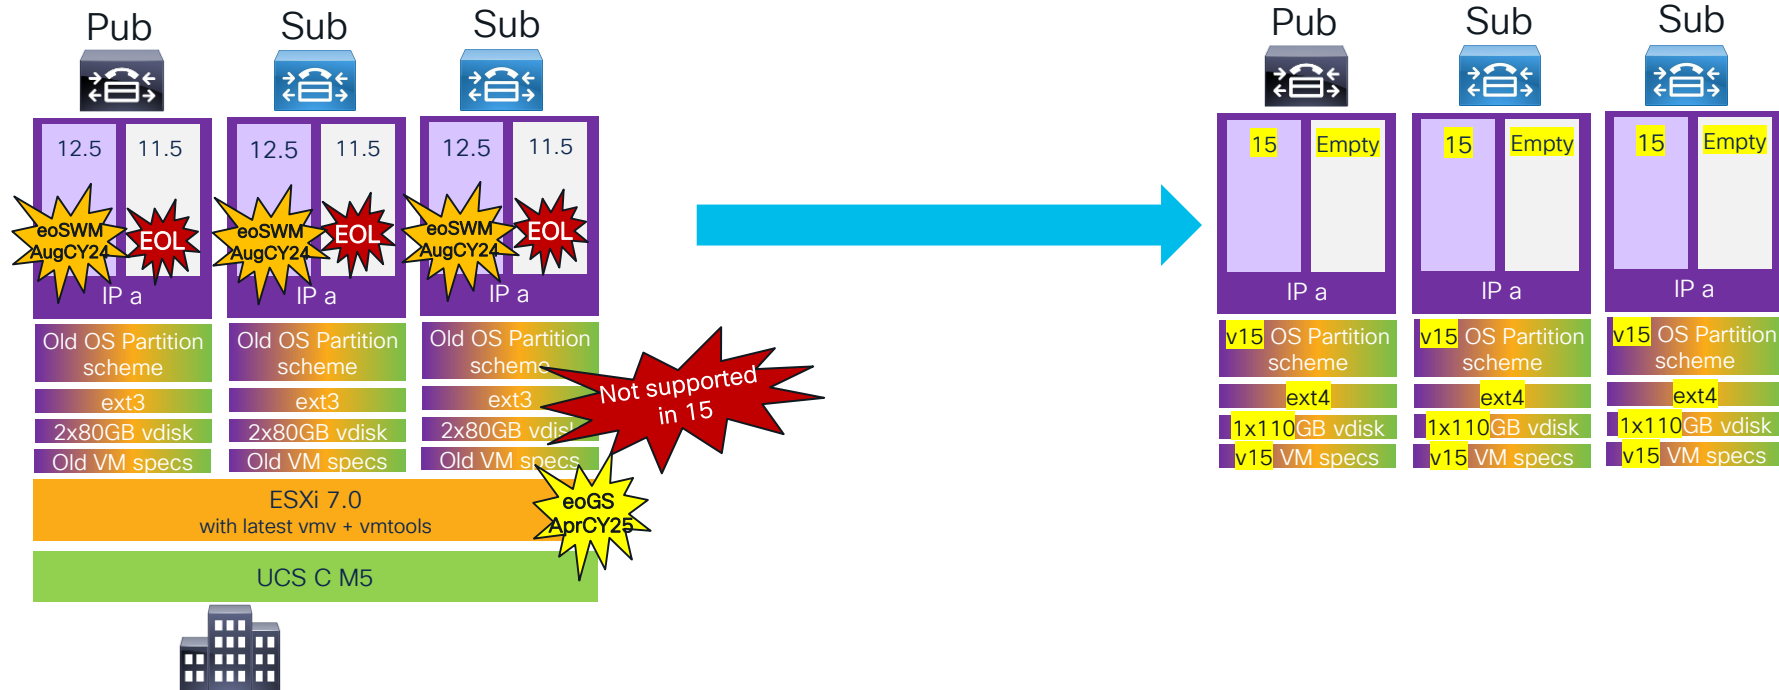 Pub
Sub
Sub
12.5
11.5
12.5
11.5
12.5
11.5
eoSWM
AugCY24
EOL
eoSWM
AugCY24
EOL
eoSWM
AugCY24
EOL
IP a
IP a
IP a
Old OS Partition
scheme
Old OS Partition
scheme
Old OS Partition
scheme
ext3
ext3
ext3
2x80GB vdisk
2x80GB vdisk
2x80GB vdisk
Old VM specs
Old VM specs
Old VM specs
Not supported
in 15
ESXi 7.0
with latest vmv + vmtools
eoGS
AprCY25
UCS C M5
Pub
Sub
Sub
15
Empty
15
Empty
15
Empty
IP a
IP a
IP a
v15 OS Partition
scheme
v15 OS Partition
scheme
v15 OS Partition
scheme
ext4
ext4
ext4
1x110GB vdisk
1x110GB vdisk
1x110GB vdisk
v15 VM specs
v15 VM specs
v15 VM specs